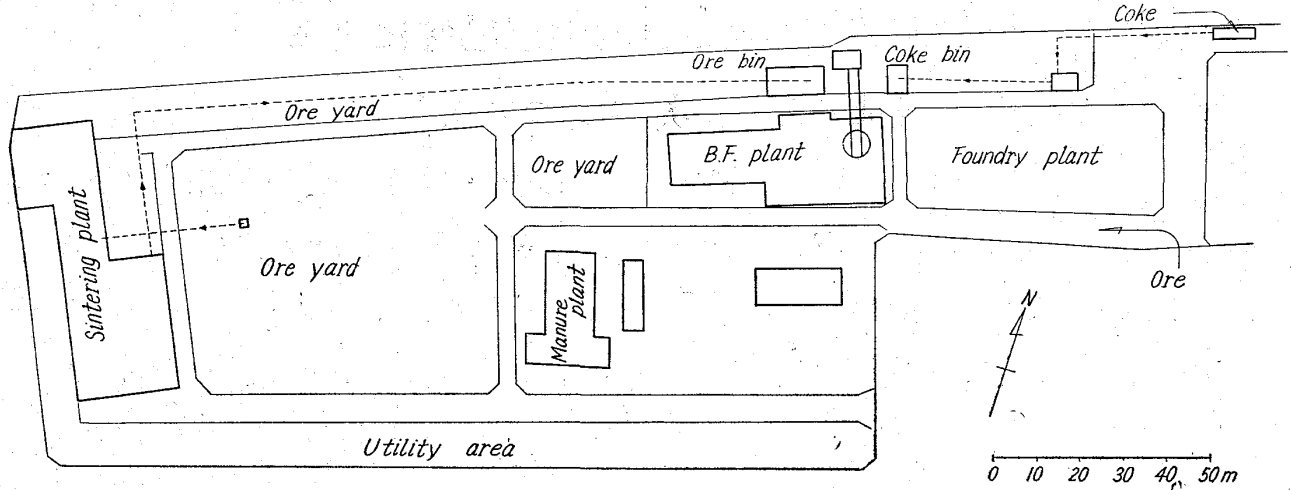 Coke
Ore bin
Coke bin
Ore yard
Ore yard
B.F. plant
Foundry plant
Sintering plant
Ore yard
Manure
plant
Ore
N
Utility area
0 10 20 30 40 50 m